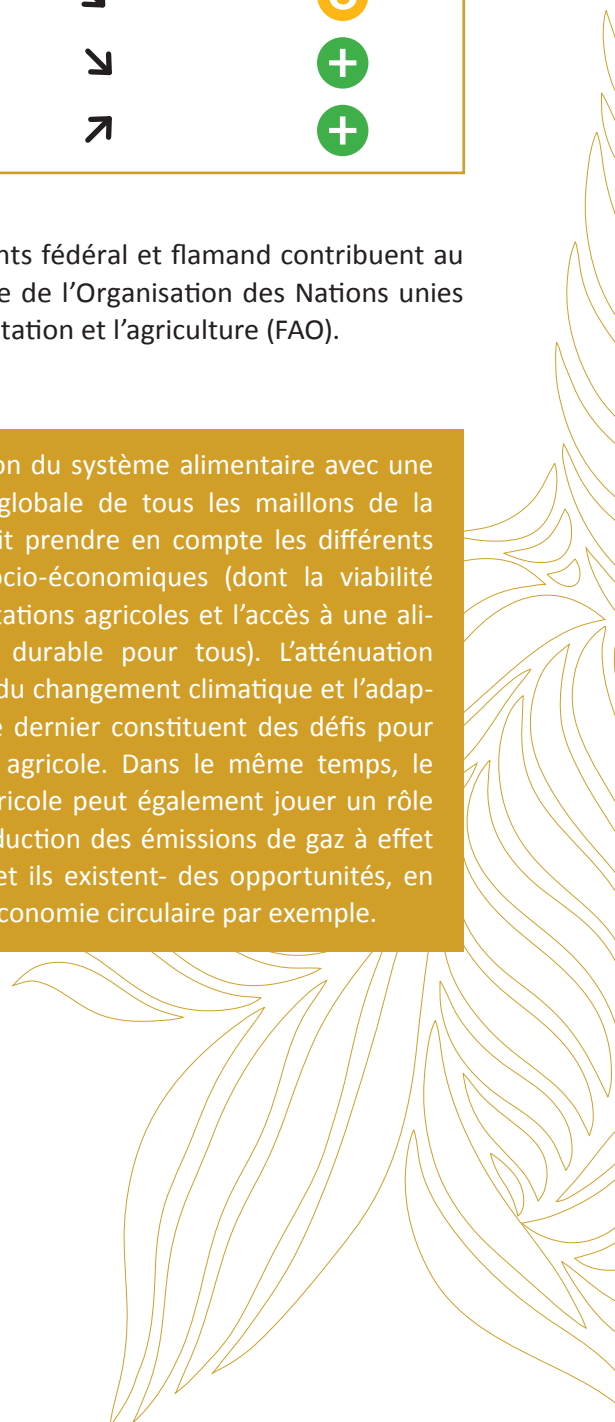 nts fédéral et flamand contribuent au
e de l'Organisation des Nations unies
tation et l'agriculture (FAO).
on du système alimentaire avec une
globale de tous les maillons de la
it prendre en compte les différents
ocio-économiques (dont la viabilité
tations agricoles et l'accès à une ali-
durable pour tous). L'atténuation
du changement climatique et l'adap-
e dernier constituent des défis pour
agricole. Dans le même temps, le
ricole peut également jouer un rôle
duction des émissions de gaz à effet
et ils existent- des opportunités, en
conomie circulaire par exemple.